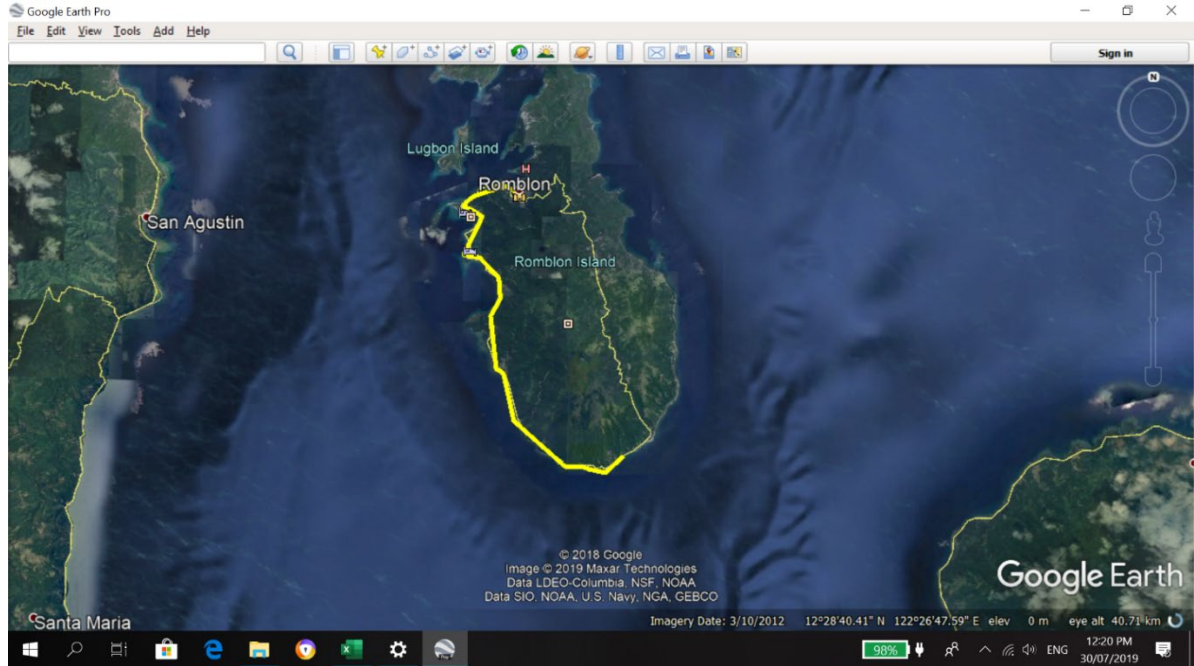 Google Earth Pro
File Edit View Tools Add Help
Sign in
N
Lugbon Island
Romblon
San Agustin
Romblon Island
© 2018 Google
Image © 2019 Maxar Technologies
Data LDEO-Columbia, NSF, NOAA
Data SIO, NOAA, U.S. Navy, NGA, GEBCO
Google Earth
Santa Maria
Imagery Date: 3/10/2012 12°28'40.41" N 122°26'47.59" E elev 0 m eye alt 40.71 km
98% ENG 12:20 PM
30/07/2019